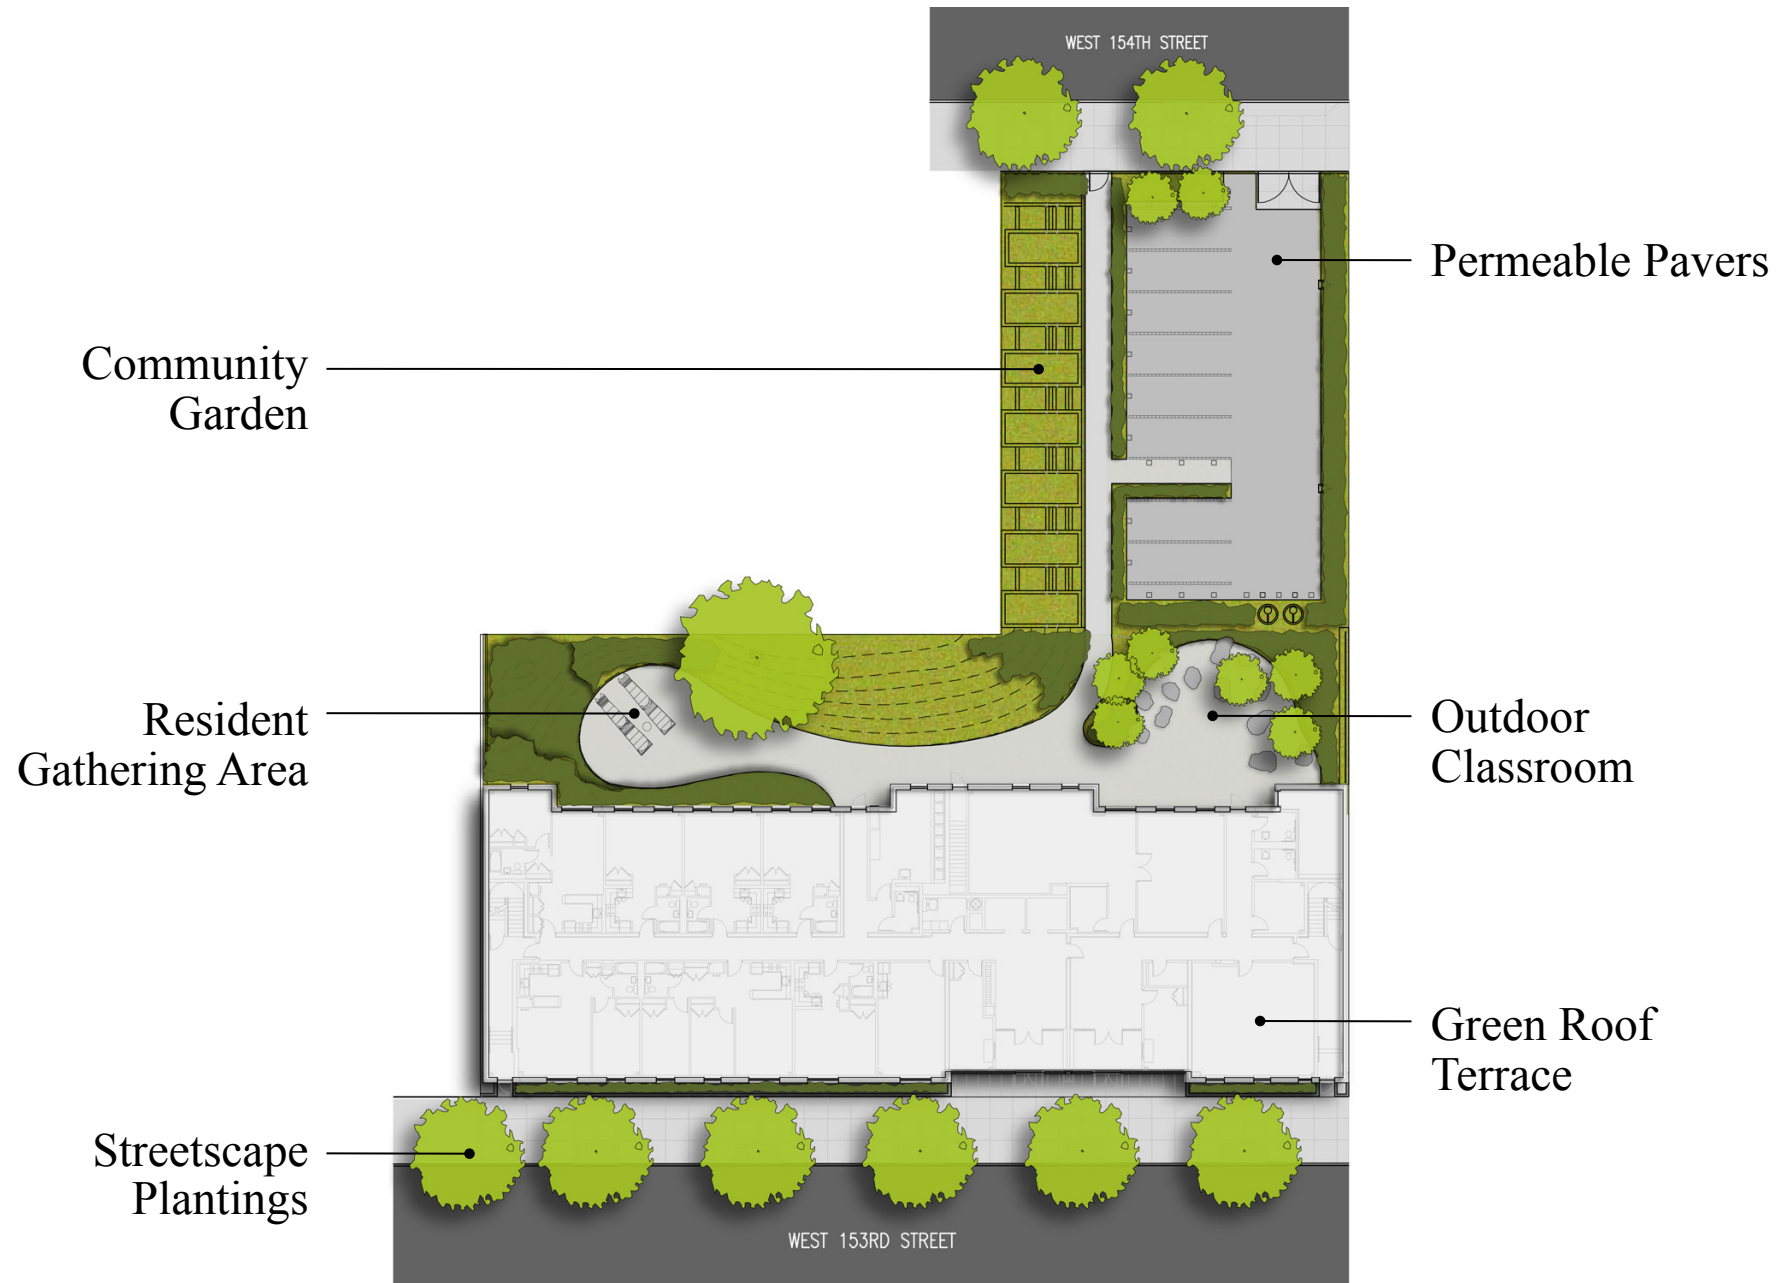 WEST 154TH STREET
Permeable Pavers
Community
Garden
Resident
Gathering Area
Outdoor
Classroom
Green Roof
Terrace
Streetscape
Plantings
WEST 153RD STREET